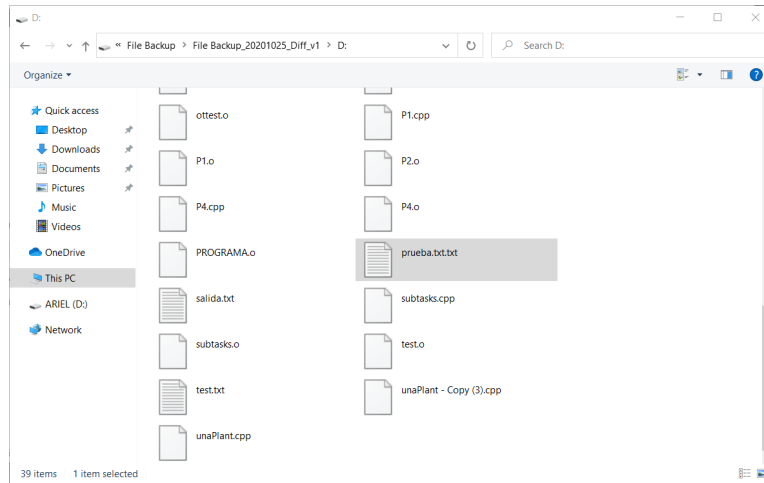 D:
« File Backup > File Backup_20201025_Diff_v1 > D:
Search D:
Organize
?
Quick access
Desktop
Downloads
Documents
Pictures
Music
Videos
OneDrive
This PC
ARIEL (D:)
Network
ottest.o
P1.cpp
P1.o
P2.o
P4.cpp
P4.o
PROGRAMA.o
prueba.txt.txt
salida.txt
subtasks.cpp
subtasks.o
test.o
test.txt
unaPlant - Copy (3).cpp
unaPlant.cpp
39 items 1 item selected